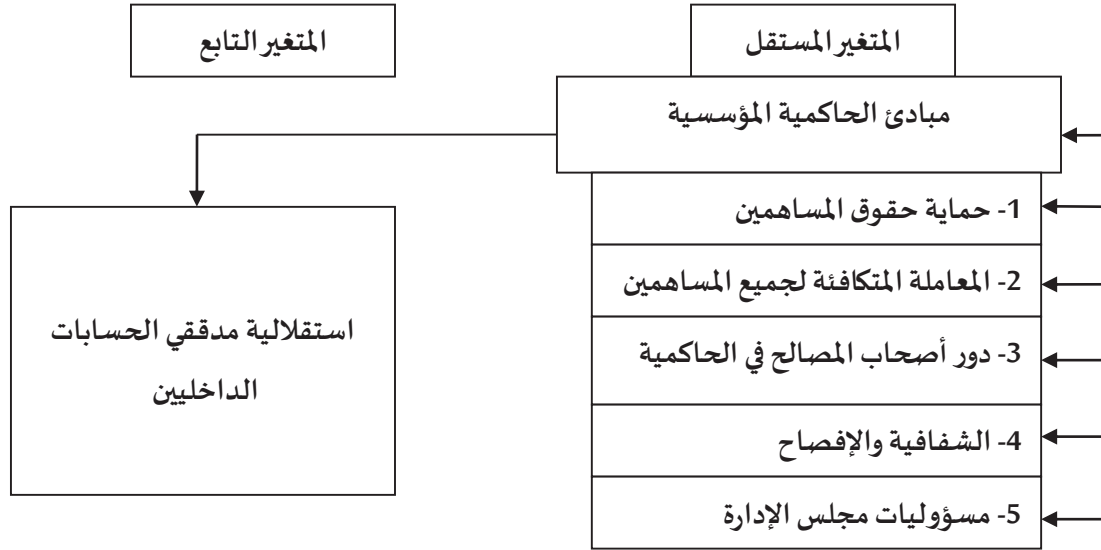 المتغير المستقل
المتغير التابع
مبادئ الحاكمية المؤسسية
1- حماية حقوق المساهمين
2- المعاملة المتكافئة لجميع المساهمين
3- دور أصحاب المصالح في الحاكمية
4- الشفافية والإفصاح
5- مسؤوليات مجلس الإدارة
استقلالية مدققي الحسابات
الداخليين